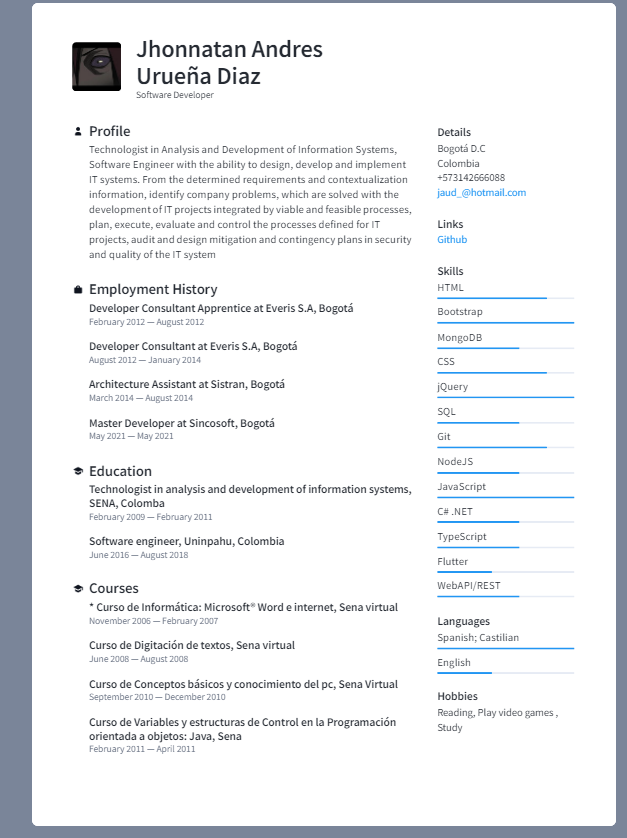 Jhonnatan Andres
Urueña Diaz
Software Developer
Profile
Technologist in Analysis and Development of Information Systems,
Software Engineer with the ability to design, develop and implement
IT systems. From the determined requirements and contextualization
information, identify company problems, which are solved with the
development of IT projects integrated by viable and feasible processes,
plan, execute, evaluate and control the processes defined for IT
projects, audit and design mitigation and contingency plans in security
and quality of the IT system
Employment History
Developer Consultant Apprentice at Everis S.A, Bogotá
February 2012 — August 2012
Developer Consultant at Everis S.A, Bogotá
August 2012 — January 2014
Architecture Assistant at Sistran, Bogotá
March 2014 — August 2014
Master Developer at Sincosoft, Bogotá
May 2021 — May 2021
Education
Technologist in analysis and development of information systems,
SENA, Colomba
February 2009 — February 2011
Software engineer, Uninpahu, Colombia
June 2016 — August 2018
Courses
* Curso de Informática: Microsoft® Word e internet, Sena virtual
November 2006 — February 2007
Curso de Digitación de textos, Sena virtual
June 2008 — August 2008
Curso de Conceptos básicos y conocimiento del pc, Sena Virtual
September 2010 — December 2010
Curso de Variables y estructuras de Control en la Programación
orientada a objetos: Java, Sena
February 2011 — April 2011
Details
Bogotá D.C
Colombia
+573142666088
jaud_@hotmail.com
Links
Github
Skills
HTML
Bootstrap
MongoDB
CSS
jQuery
SQL
Git
NodeJS
JavaScript
C# .NET
TypeScript
Flutter
WebAPI/REST
Languages
Spanish; Castilian
English
Hobbies
Reading, Play video games ,
Study